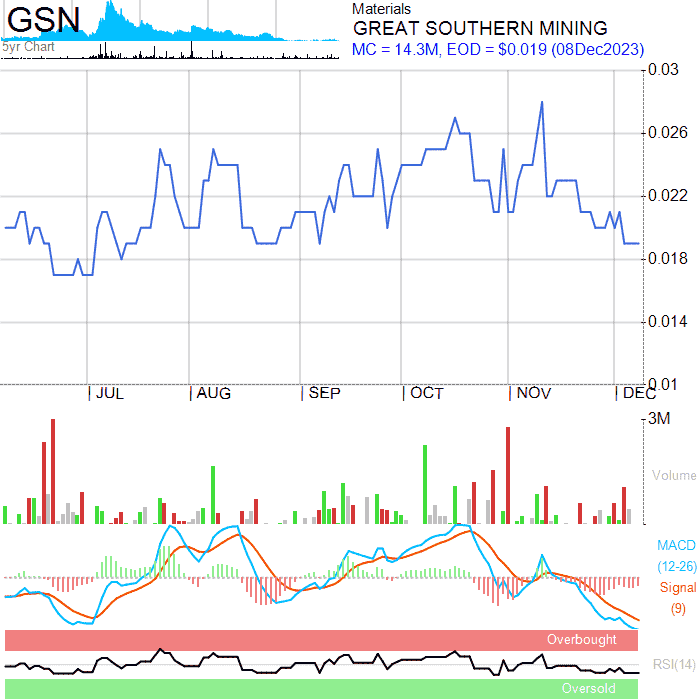 GSN
5yr Chart
Materials
GREAT SOUTHERN MINING
MC = 14.3M, EOD = $0.019 (08Dec2023)
0.03
0.026
0.022
0.018
0.014
0.01
JUL
AUG
SEP
OCT
NOV
DEC
3M
Volume
MACD
(12-26)
Signal
(9)
Overbought
RSI(14)
Oversold